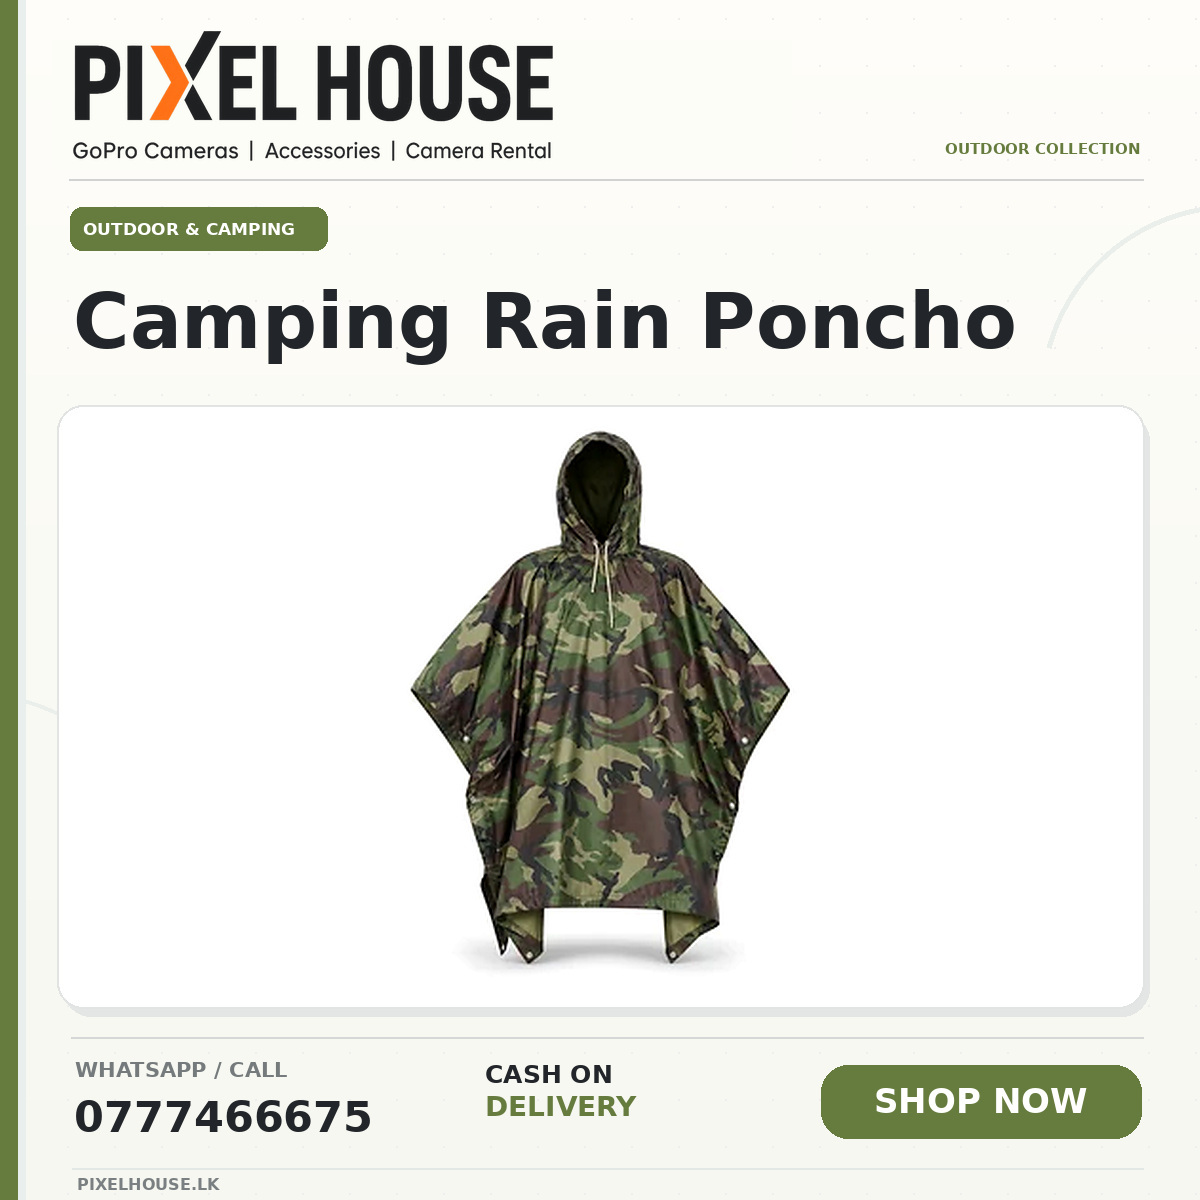 PIXEL HOUSE
GoPro Cameras | Accessories | Camera Rental
OUTDOOR COLLECTION
OUTDOOR & CAMPING
Camping Rain Poncho
WHATSAPP / CALL
0777466675
CASH ON
DELIVERY
SHOP NOW
PIXELHOUSE.LK